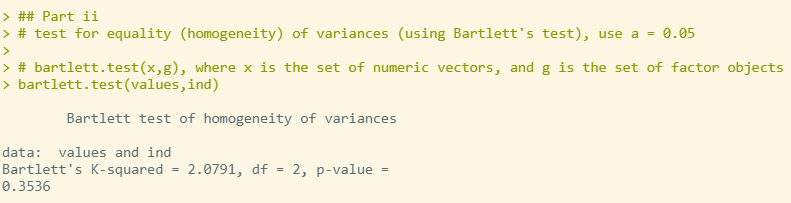 > ## Part ii
> # test for equality (homogeneity) of variances (using Bartlett's test), use a = 0.05
>
> # bartlett.test(x,g), where x is the set of numeric vectors, and g is the set of factor objects
> bartlett.test(values,ind)
Bartlett test of homogeneity of variances
data:  values and ind
Bartlett's K-squared = 2.0791, df = 2, p-value =
0.3536